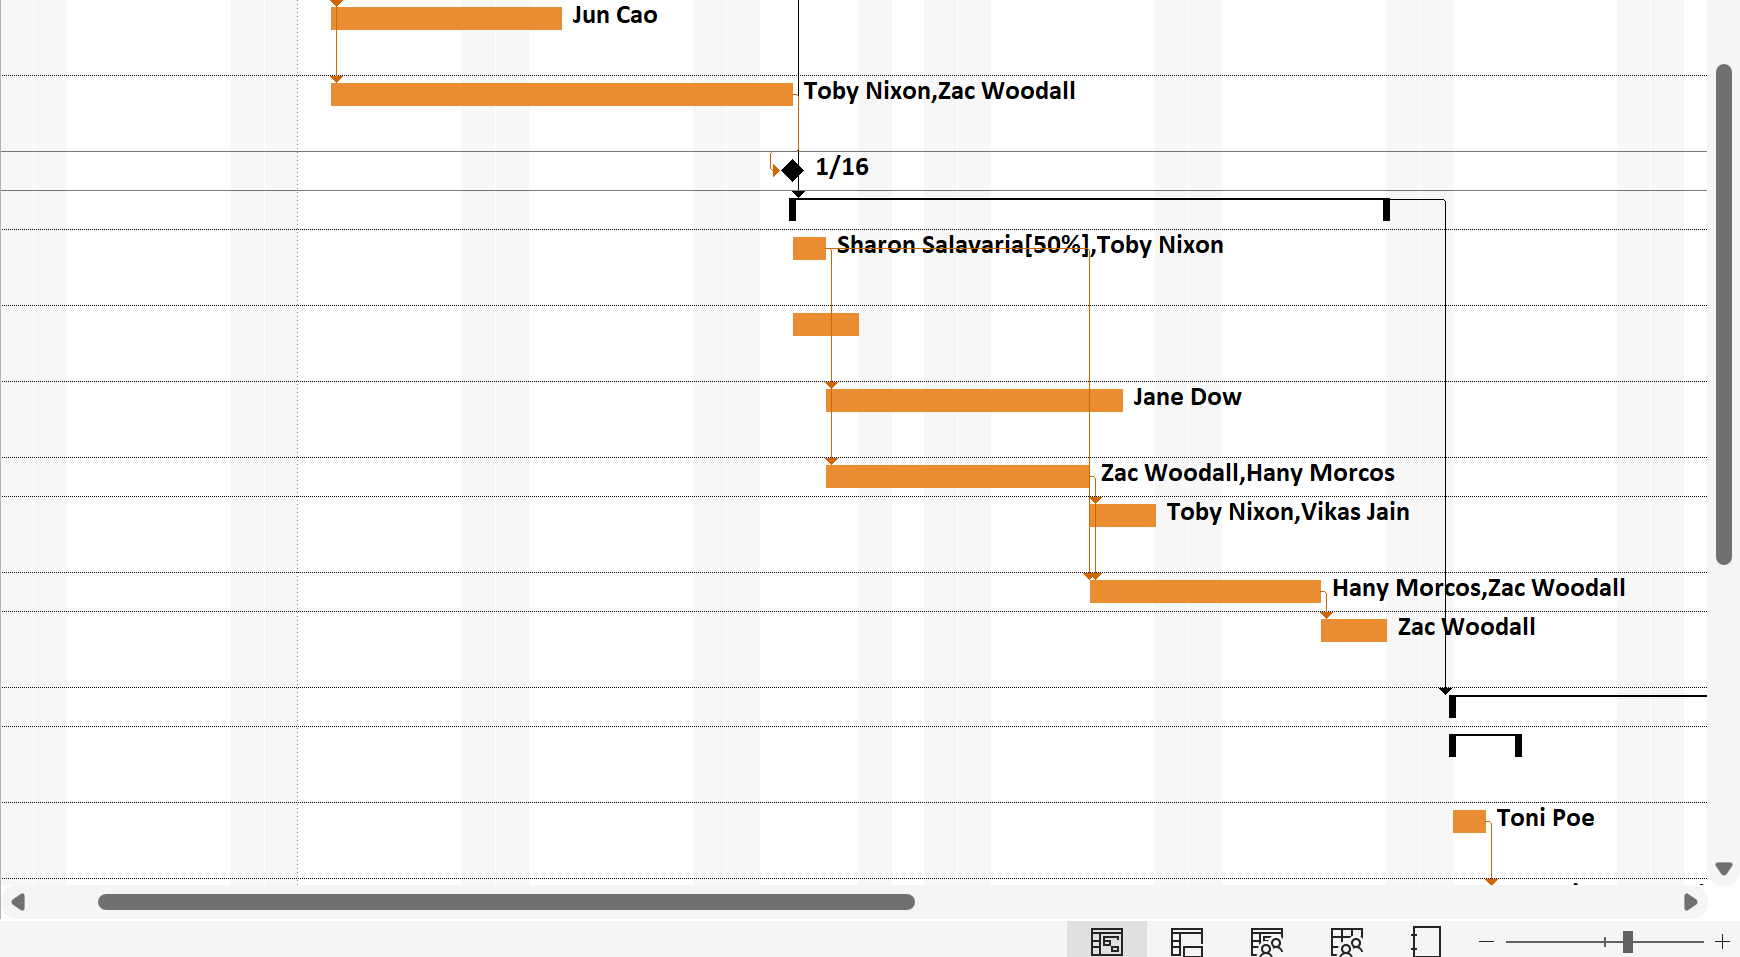 Jun Cao
Toby Nixon,Zac Woodall
1/16
Sharon Salavaria[50%],Toby Nixon
Jane Dow
Zac Woodall,Hany Morcos
Toby Nixon,Vikas Jain
Hany Morcos,Zac Woodall
Zac Woodall
Toni Poe